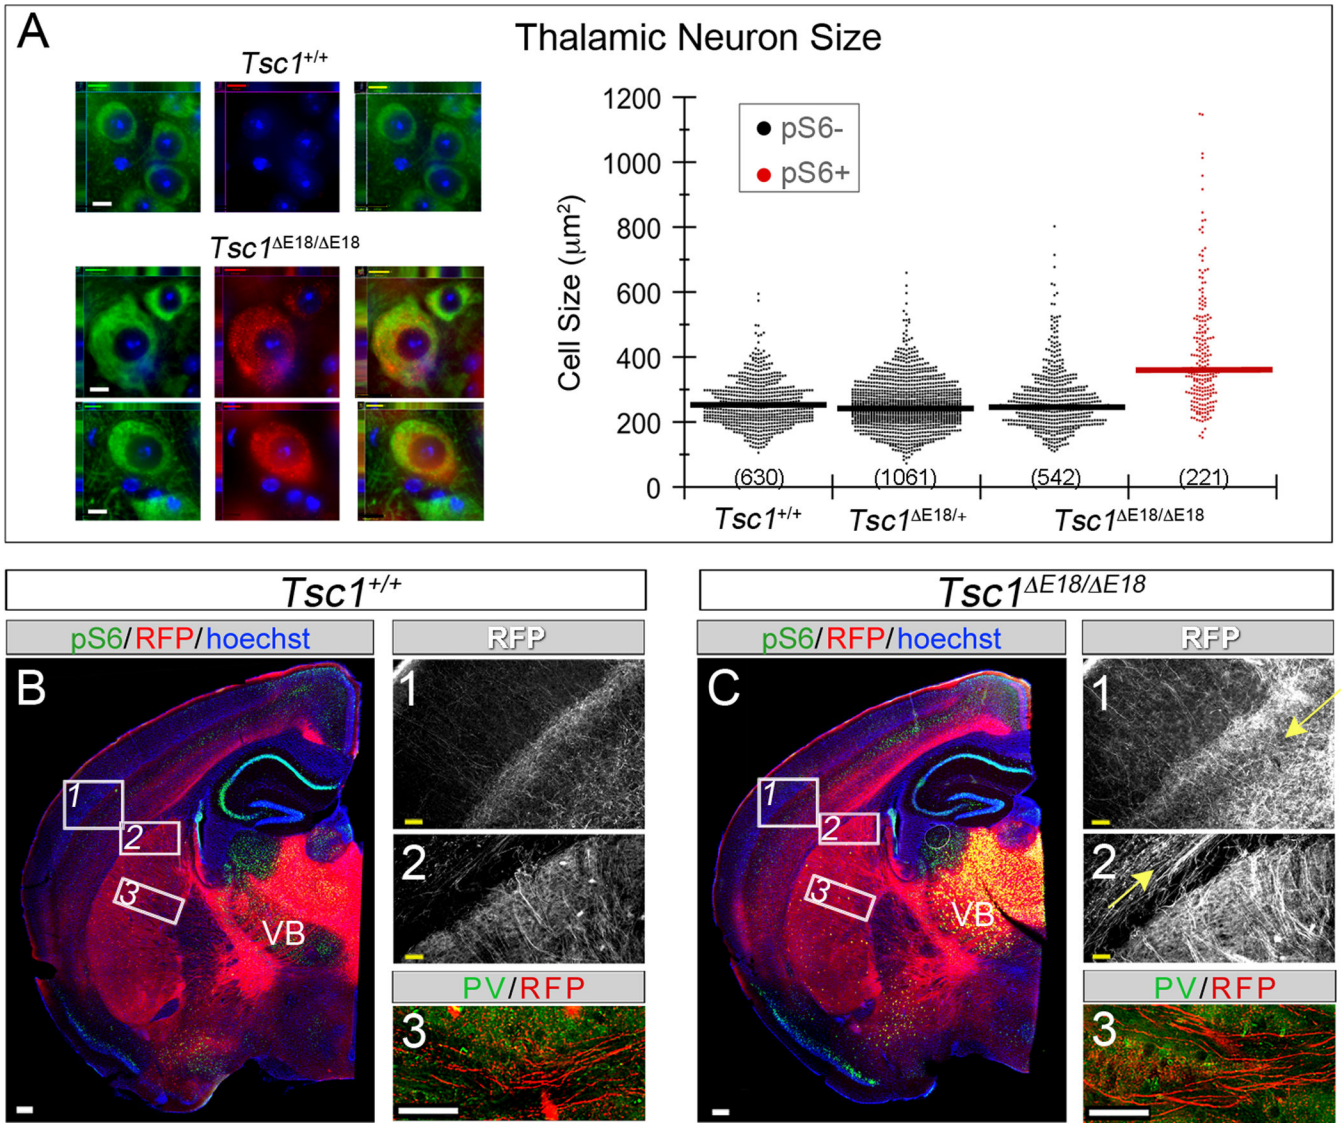 A
Thalamic Neuron Size
Tsc1+/+
Tsc1ΔE18/ΔE18
Cell Size (μm²)
1200
1000
800
600
400
200
0
pS6-
pS6+
(630)
(1061)
(542)
(221)
Tsc1+/+
Tsc1ΔE18/+
Tsc1ΔE18/ΔE18
Tsc1+/+
pS6/RFP/hoechst
RFP
B
1
2
3
VB
1
2
PV/RFP
3
Tsc1ΔE18/ΔE18
pS6/RFP/hoechst
RFP
C
1
2
3
VB
1
2
PV/RFP
3